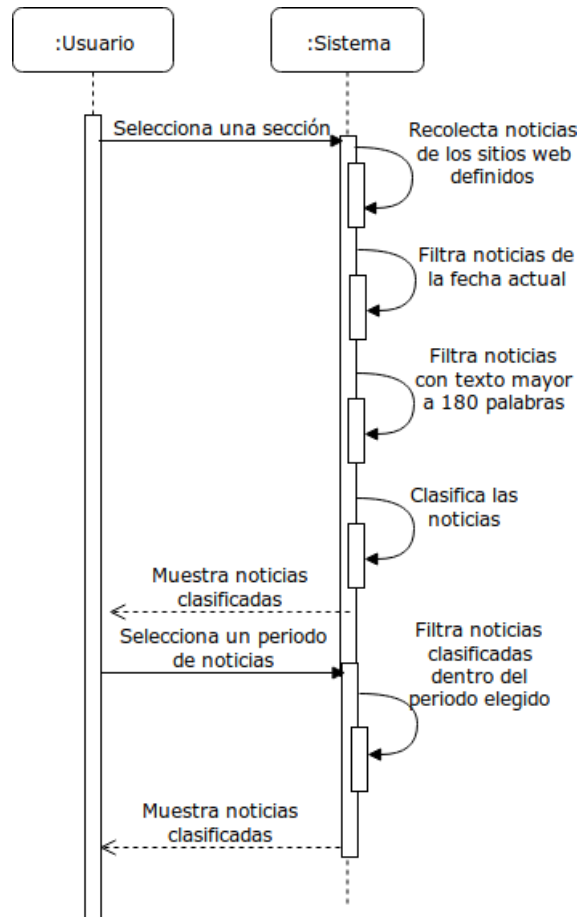 :Usuario
:Sistema
Selecciona una sección
Recolecta noticias
de los sitios web
definidos
Filtra noticias de
la fecha actual
Filtra noticias
con texto mayor
a 180 palabras
Clasifica las
noticias
Muestra noticias
clasificadas
Selecciona un periodo
de noticias
Filtra noticias
clasificadas
dentro del
periodo elegido
Muestra noticias
clasificadas